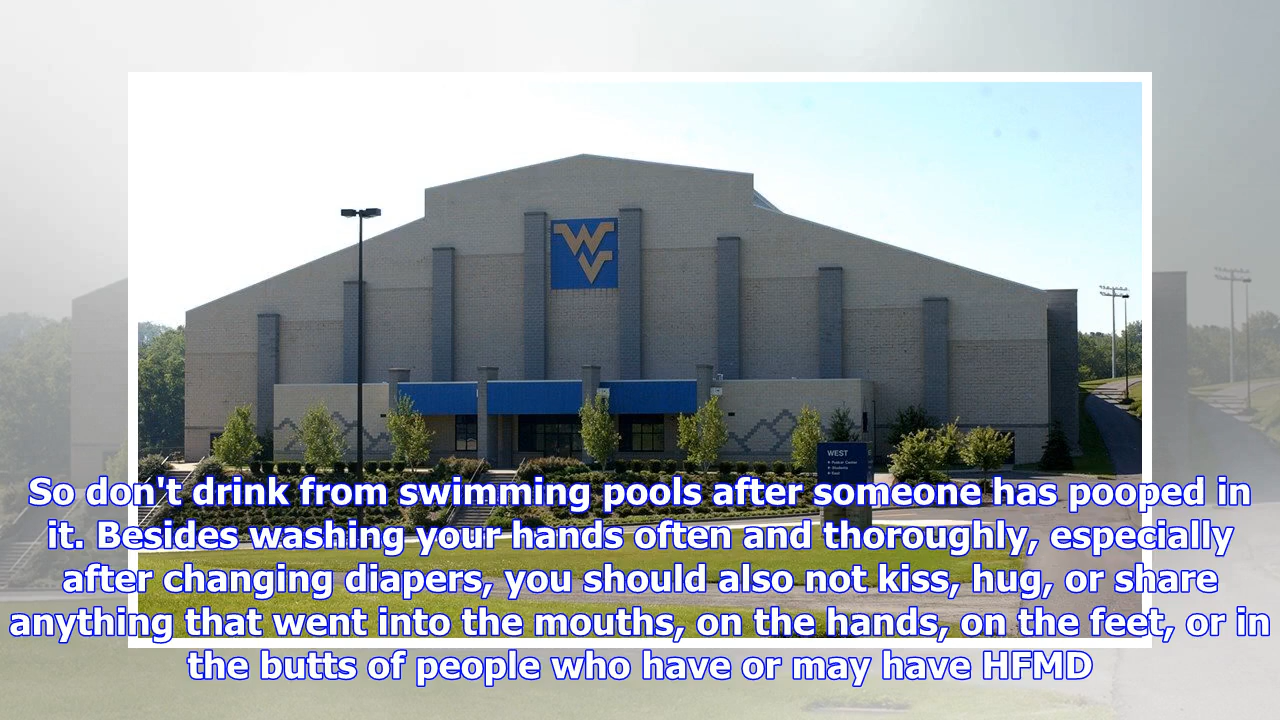 WV
WEST
So don't drink from swimming pools after someone has pooped in
it. Besides washing your hands often and thoroughly, especially
after changing diapers, you should also not kiss, hug, or share
anything that went into the mouths, on the hands, on the feet, or in
the butts of people who have or may have HFMD